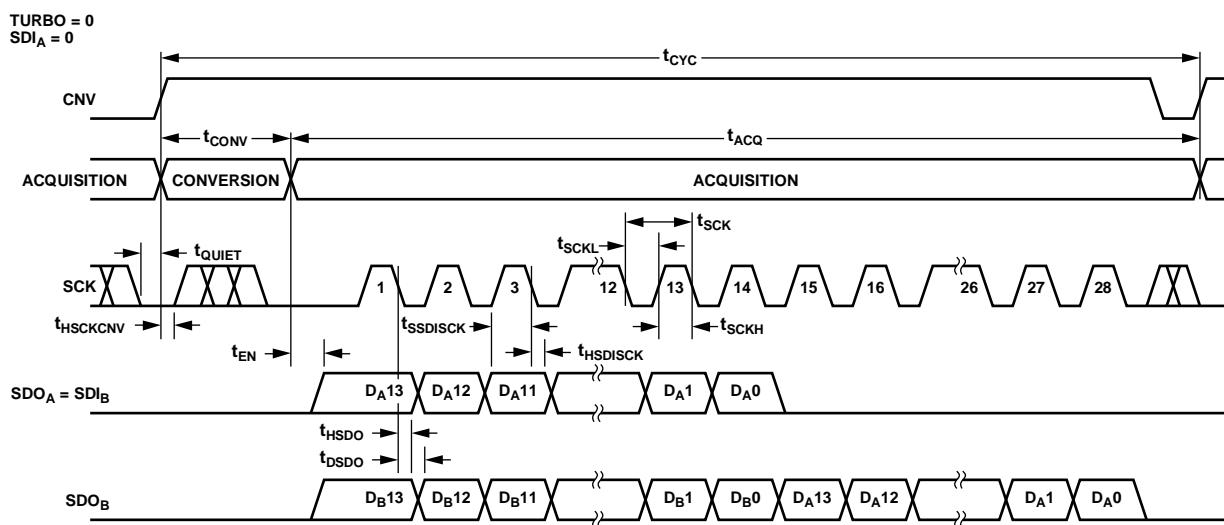 TURBO = 0
SDIA = 0
tCYC
CNV
tCONV
tACQ
ACQUISITION CONVERSION ACQUISITION
tSCK
tQUIET
tSCKL
SCK 1 2 3 12 13 14 15 16 26 27 28
tHSCKCNV
tSSDISCK
tSCKH
tEN
tHSDISCK
SDOA = SDIB DA13 DA12 DA11 DA1 DA0
tHSDO
tDSDO
SDOB DB13 DB12 DB11 DB1 DB0 DA13 DA12 DA1 DA0